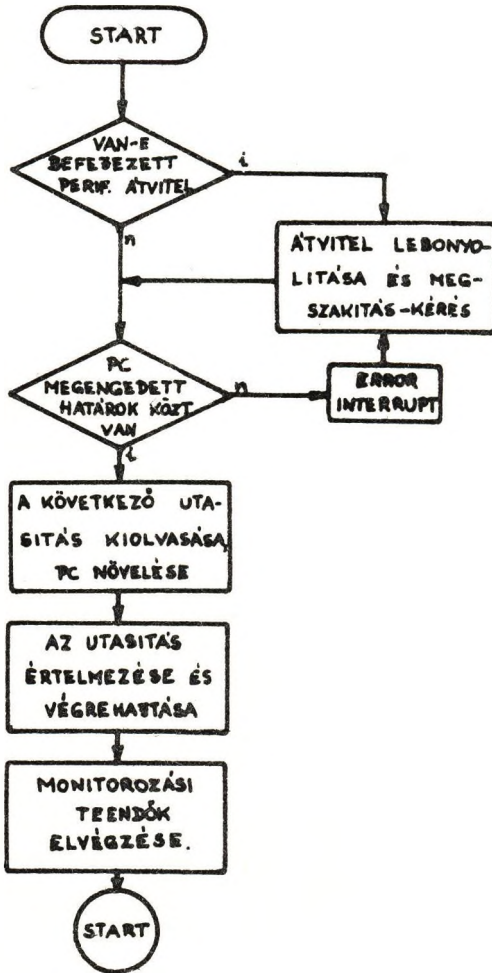 START
VAN-E
BEFEJEZETT
PERIF. ÁTVITEL
i
n
ÁTVITEL LEBONYO-
LITÁSA ÉS MEG-
SZAKITÁS-KÉRÉS
PC
MEGENGEDETT
HATÁROK KÖZT
VAN
n
i
ERROR
INTERRUPT
A KÖVETKEZŐ UTA-
SITÁS KIOLVASÁSA,
PC NÖVELÉSE
AZ UTASITÁS
ÉRTELMEZÉSE ÉS
VÉGREHAJTÁSA
MONITOROZÁSI
TEENDŐK
ELVÉGZÉSE.
START